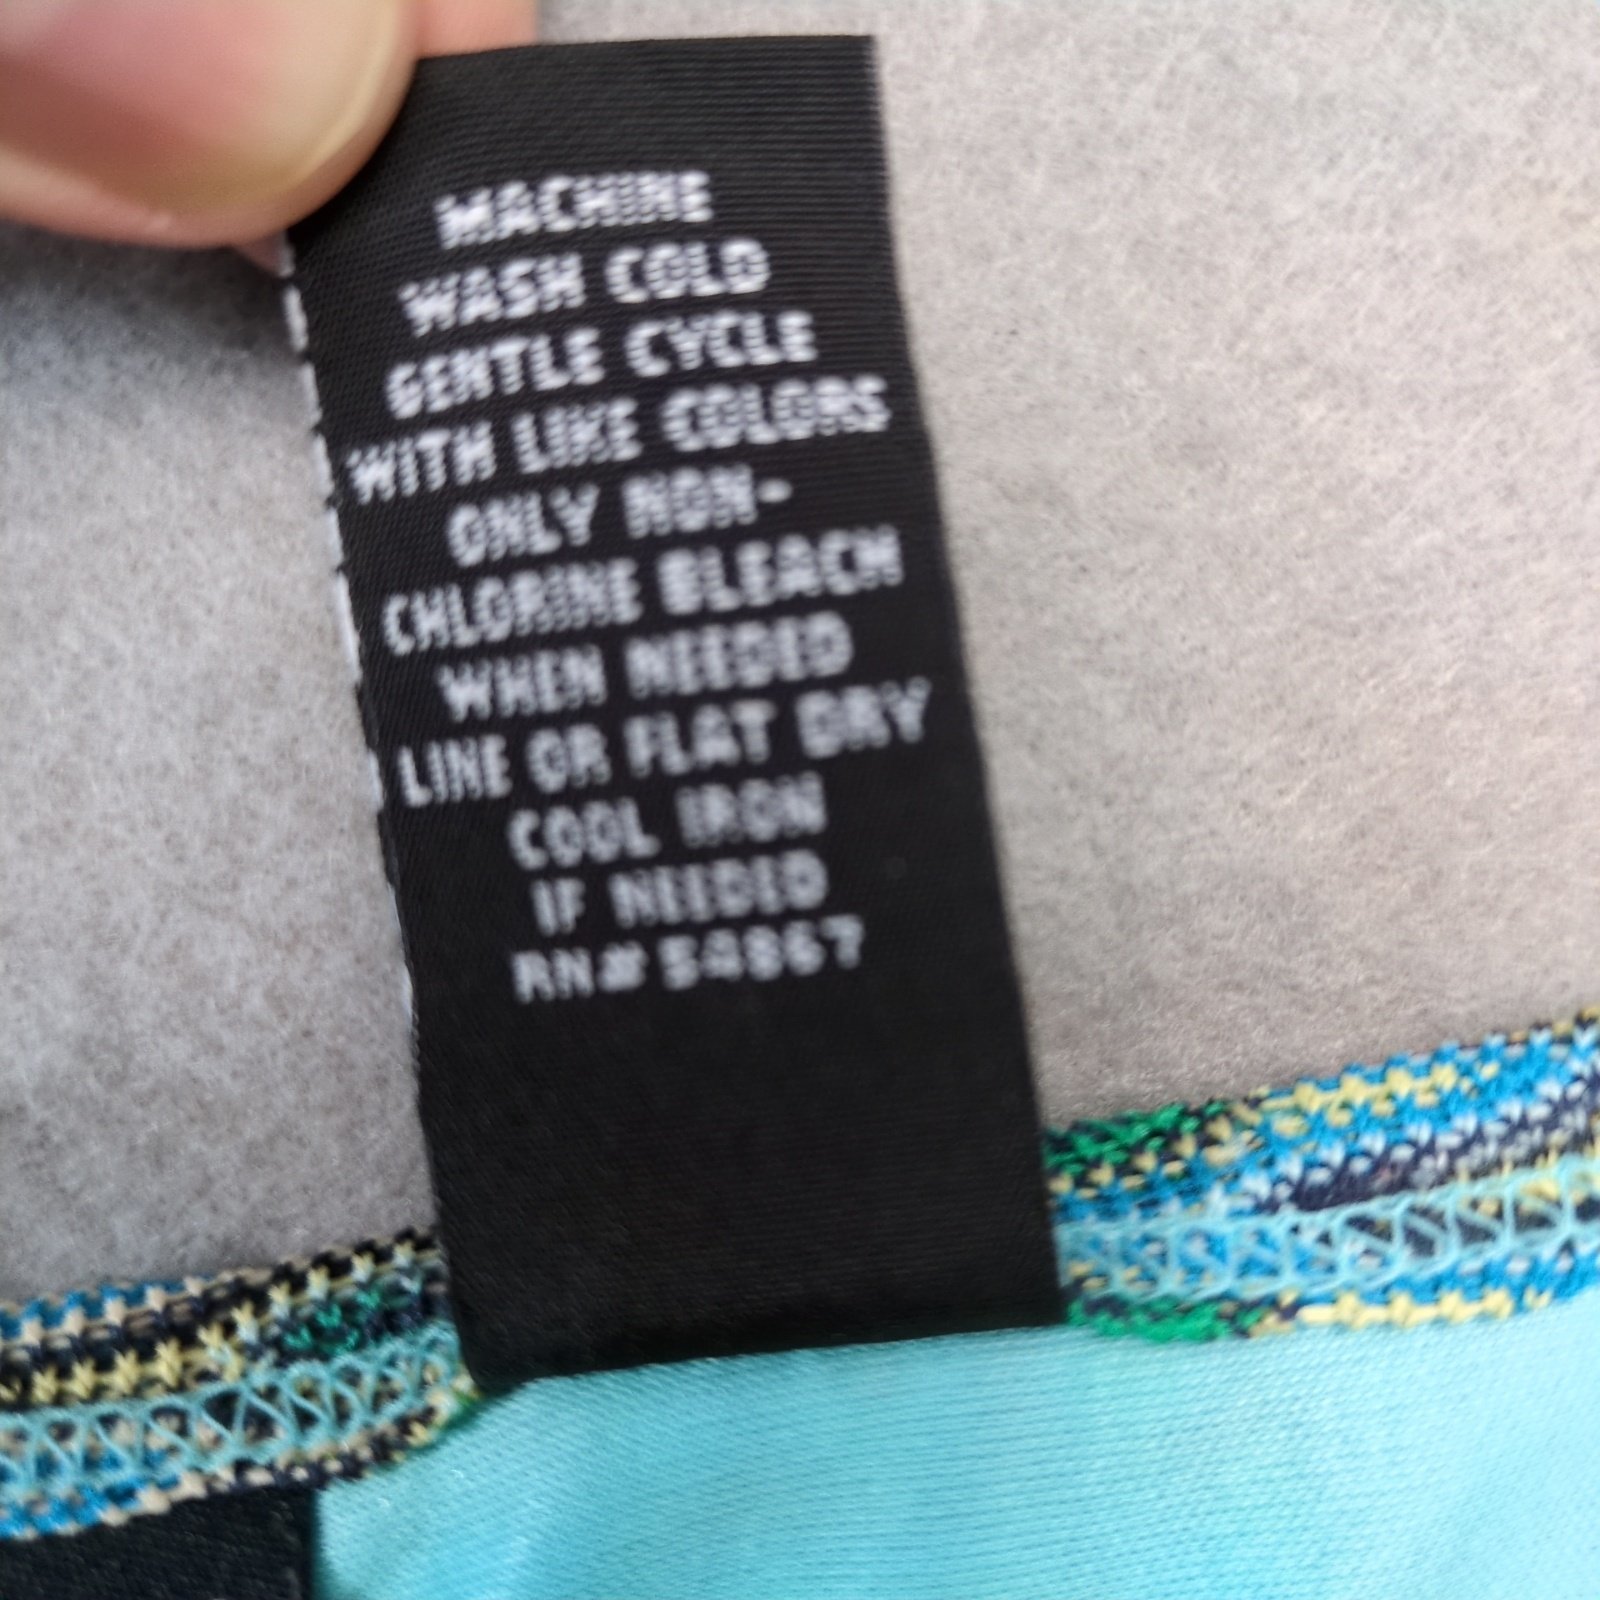 MACHINE
WASH COLD
GENTLE CYCLE
WITH LIKE COLORS
ONLY NON-
CHLORINE BLEACH
WHEN NEEDED
LINE OR FLAT DRY
COOL IRON
IF NEEDED
RN# 54867